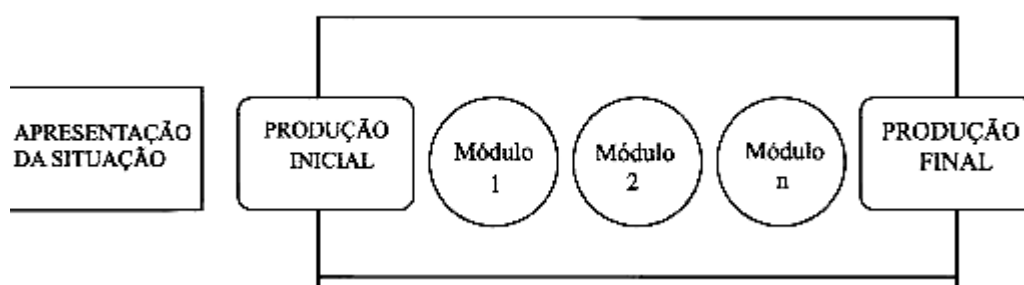 APRESENTAÇÃO
DA SITUAÇÃO
PRODUÇÃO
INICIAL
Módulo
1
Módulo
2
Módulo
n
PRODUÇÃO
FINAL